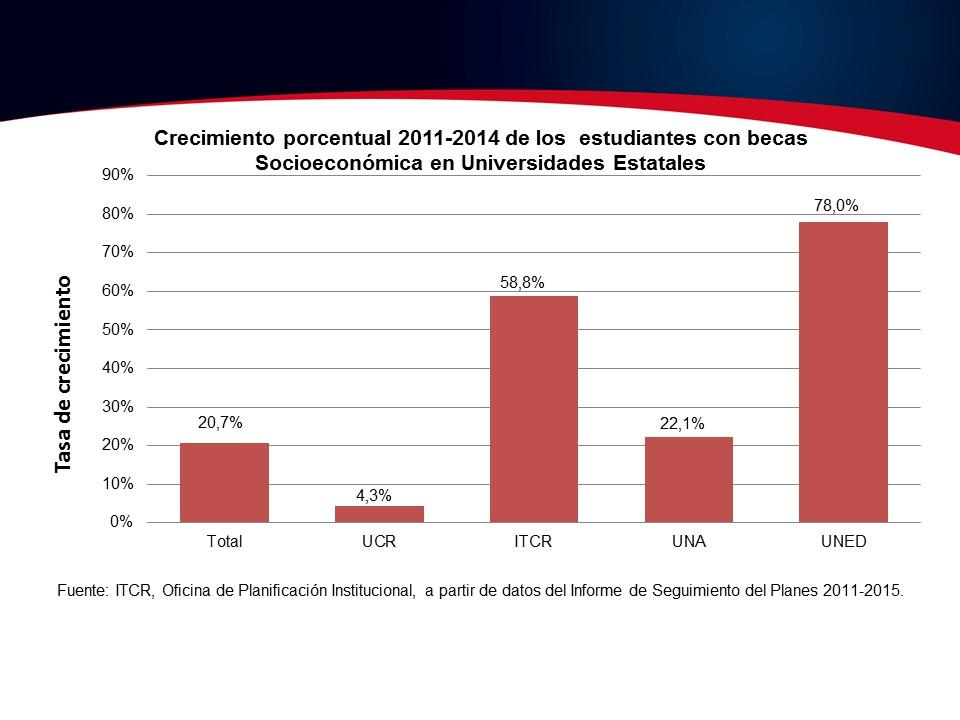 Crecimiento porcentual 2011-2014 de los estudiantes con becas
Socioeconómica en Universidades Estatales
Tasa de crecimiento
90%
80%
70%
60%
50%
40%
30%
20%
10%
0%
20,7%
4,3%
58,8%
22,1%
78,0%
Total
UCR
ITCR
UNA
UNED
Fuente: ITCR, Oficina de Planificación Institucional, a partir de datos del Informe de Seguimiento del Planes 2011-2015.